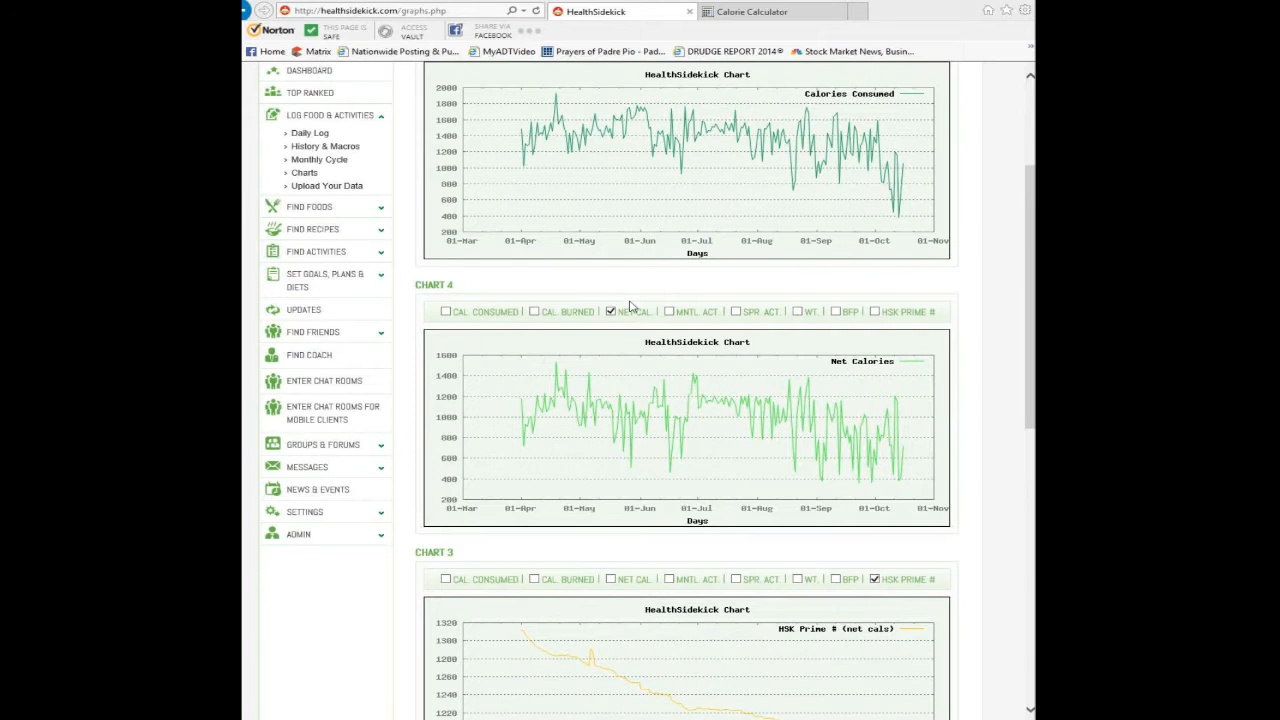 http://healthsidekick.com/graphs.php
HealthSidekick
Calorie Calculator
Norton
THIS PAGE IS SAFE
ACCESS VAULT
SHARE VIA FACEBOOK
Home
Matrix
Nationwide Posting & Pu...
MyADTVideo
Prayers of Padre Pio - Pad...
DRUDGE REPORT 2014®
Stock Market News, Busin...
DASHBOARD
TOP RANKED
LOG FOOD & ACTIVITIES
Daily Log
History & Macros
Monthly Cycle
Charts
Upload Your Data
FIND FOODS
FIND RECIPES
FIND ACTIVITIES
SET GOALS, PLANS &
DIETS
UPDATES
FIND FRIENDS
FIND COACH
ENTER CHAT ROOMS
ENTER CHAT ROOMS FOR
MOBILE CLIENTS
GROUPS & FORUMS
MESSAGES
NEWS & EVENTS
SETTINGS
ADMIN
HealthSidekick Chart
Calories Consumed
2000
1800
1600
1400
1200
1000
800
600
400
200
01-Mar 01-Apr 01-May 01-Jun 01-Jul 01-Aug 01-Sep 01-Oct 01-Nov
Days
CHART 4
CAL. CONSUMED | CAL. BURNED | NET CAL. | MNTL. ACT. | SPR. ACT. | WT. | BFP | HSK PRIME #
HealthSidekick Chart
Net Calories
1600
1400
1200
1000
800
600
400
200
01-Mar 01-Apr 01-May 01-Jun 01-Jul 01-Aug 01-Sep 01-Oct 01-Nov
Days
CHART 3
CAL. CONSUMED | CAL. BURNED | NET CAL. | MNTL. ACT. | SPR. ACT. | WT. | BFP | HSK PRIME #
HealthSidekick Chart
HSK Prime # (net cals)
1320
1300
1280
1260
1240
1220